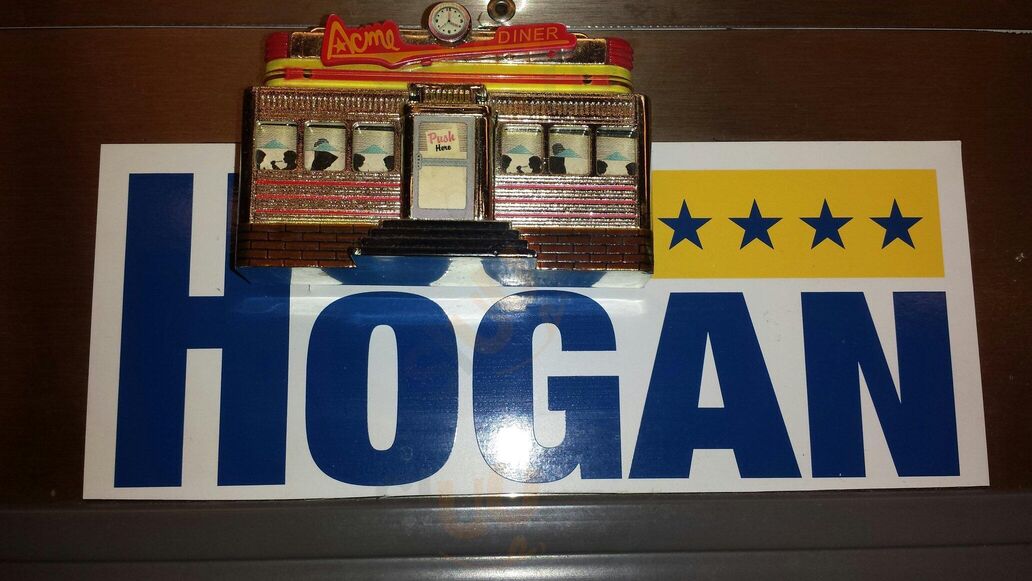 Acme DINER
Push
Here
HOGAN